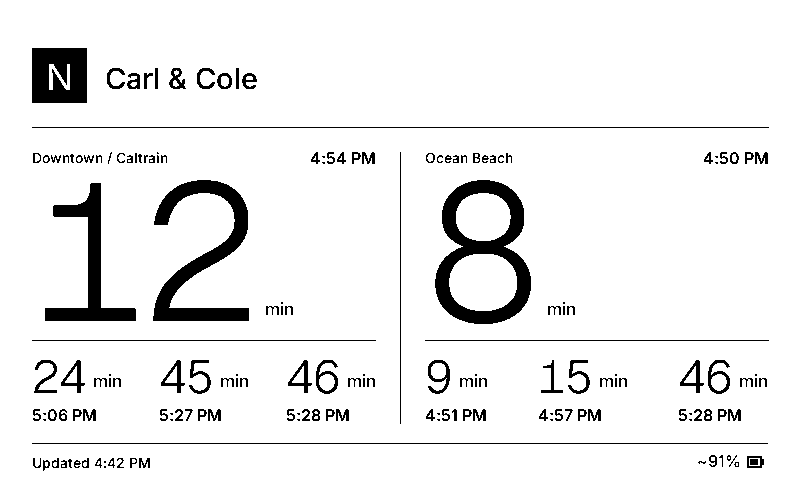 N Carl & Cole
Downtown / Caltrain 4:54 PM
12 min
24 min 45 min 46 min
5:06 PM 5:27 PM 5:28 PM
Ocean Beach 4:50 PM
8 min
9 min 15 min 46 min
4:51 PM 4:57 PM 5:28 PM
Updated 4:42 PM ~91%